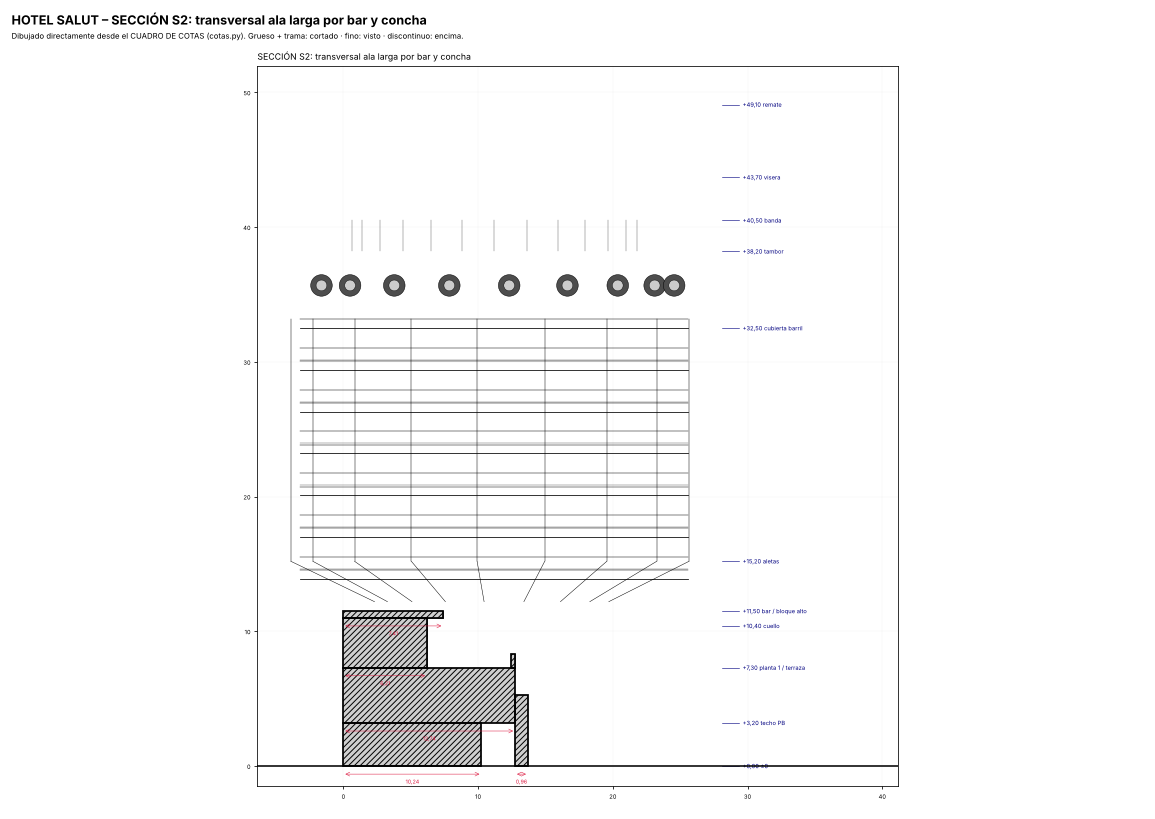 HOTEL SALUT – SECCIÓN S2: transversal ala larga por bar y concha
Dibujado directamente desde el CUADRO DE COTAS (cotas.py). Grueso + trama: cortado · fino: visto · discontinuo: encima.
SECCIÓN S2: transversal ala larga por bar y concha
50
+49,10 remate
+43,70 visera
40
+40,50 banda
+38,20 tambor
+32,50 cubierta barril
30
20
+15,20 aletas
+11,50 bar / bloque alto
10
+10,40 cuello
+7,30 planta 1 / terraza
+3,20 techo PB
0
10,24
0,96
0
10
20
30
40